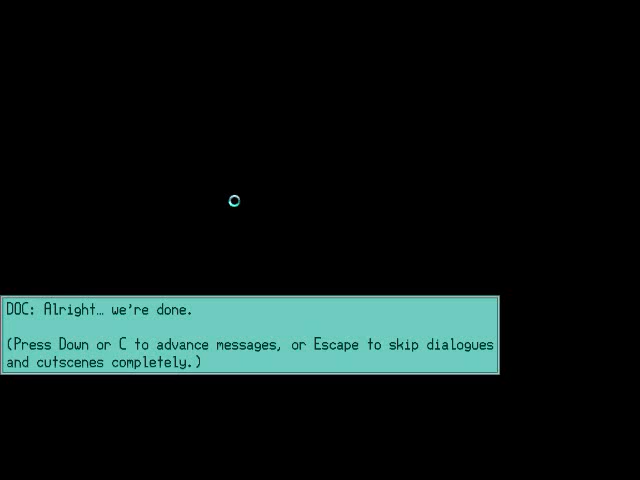 DOC: Alright… we're done.
(Press Down or C to advance messages, or Escape to skip dialogues
and cutscenes completely.)